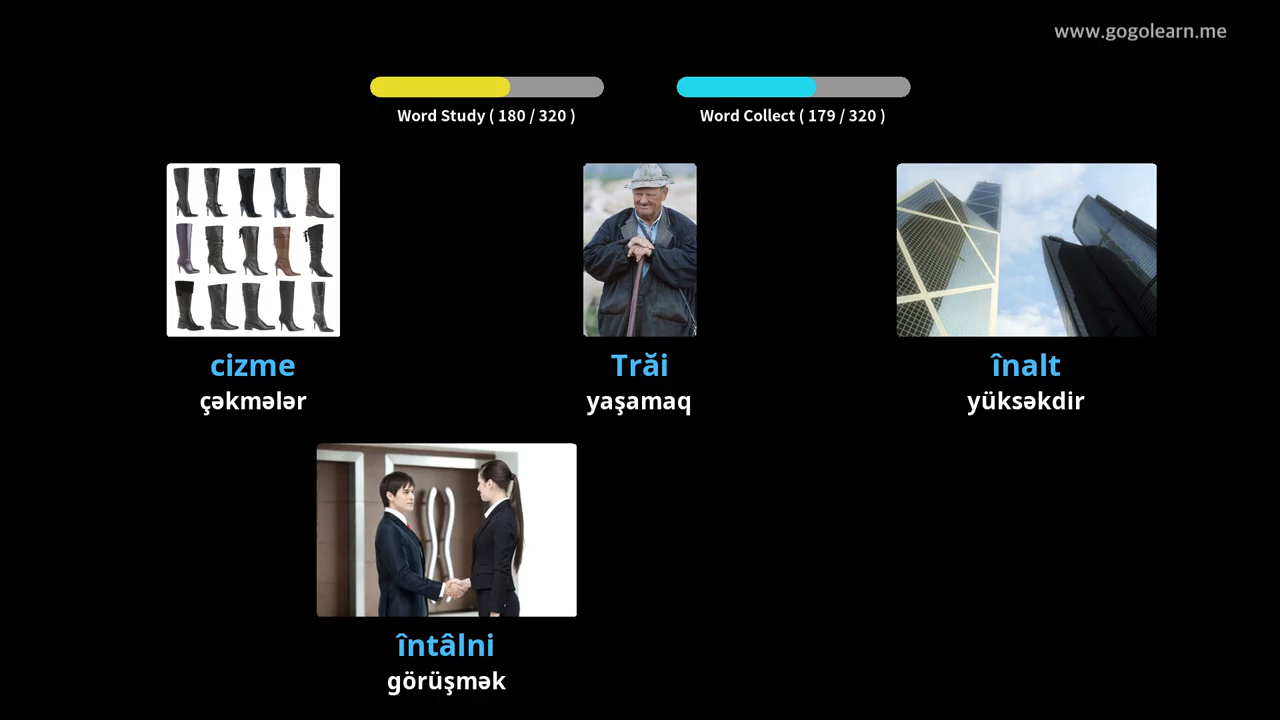 www.gogolearn.me
Word Study ( 180 / 320 )
Word Collect ( 179 / 320 )
cizme
çəkmələr
Trăi
yaşamaq
înalt
yüksəkdir
întâlni
görüşmək